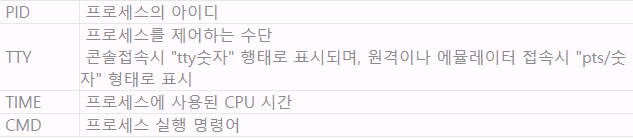 PID 프로세스의 아이디
프로세스를 제어하는 수단
TTY 콘솔접속시 "tty숫자" 행태로 표시되며, 원격이나 에뮬레이터 접속시 "pts/숫
자" 형태로 표시
TIME 프로세스에 사용된 CPU 시간
CMD 프로세스 실행 명령어